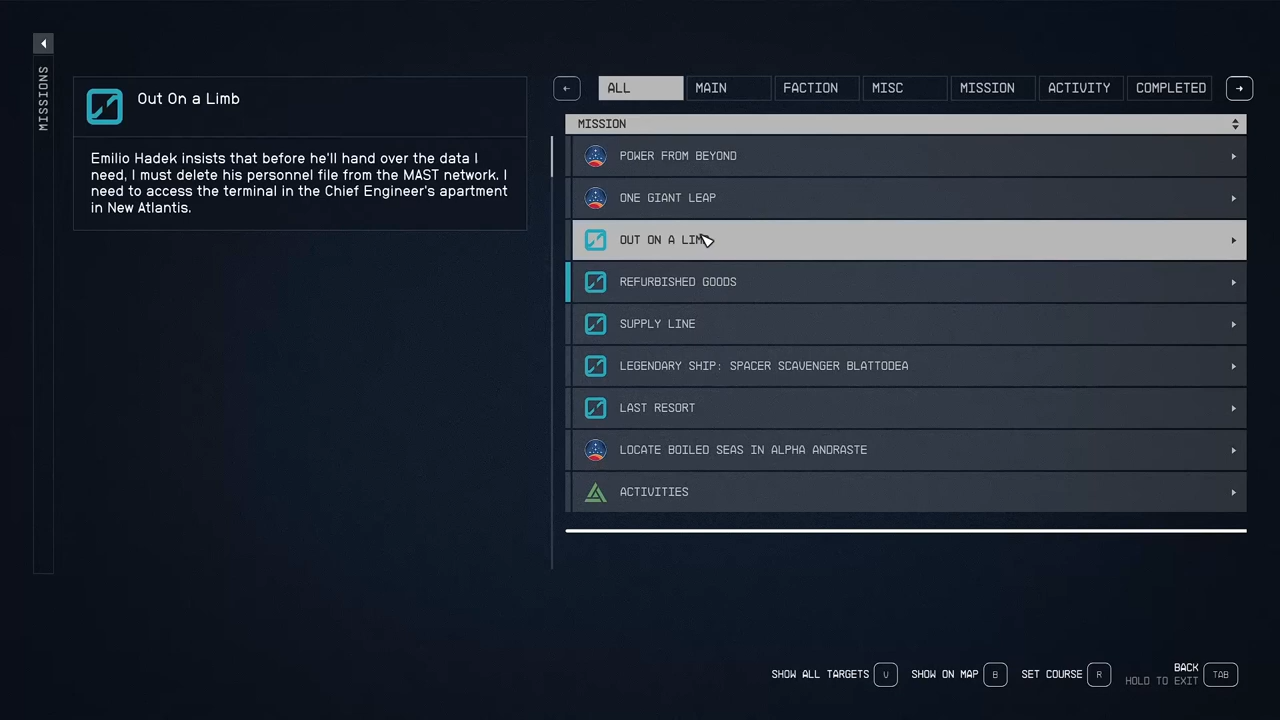 MISSIONS
Out On a Limb
Emilio Hadek insists that before he'll hand over the data I
need, I must delete his personnel file from the MAST network. I
need to access the terminal in the Chief Engineer's apartment
in New Atlantis.
ALL MAIN FACTION MISC MISSION ACTIVITY COMPLETED
MISSION
POWER FROM BEYOND
ONE GIANT LEAP
OUT ON A LIMB
REFURBISHED GOODS
SUPPLY LINE
LEGENDARY SHIP: SPACER SCAVENGER BLATTODEA
LAST RESORT
LOCATE BOILED SEAS IN ALPHA ANDRASTE
ACTIVITIES
SHOW ALL TARGETS V SHOW ON MAP B SET COURSE R BACK TAB
HOLD TO EXIT